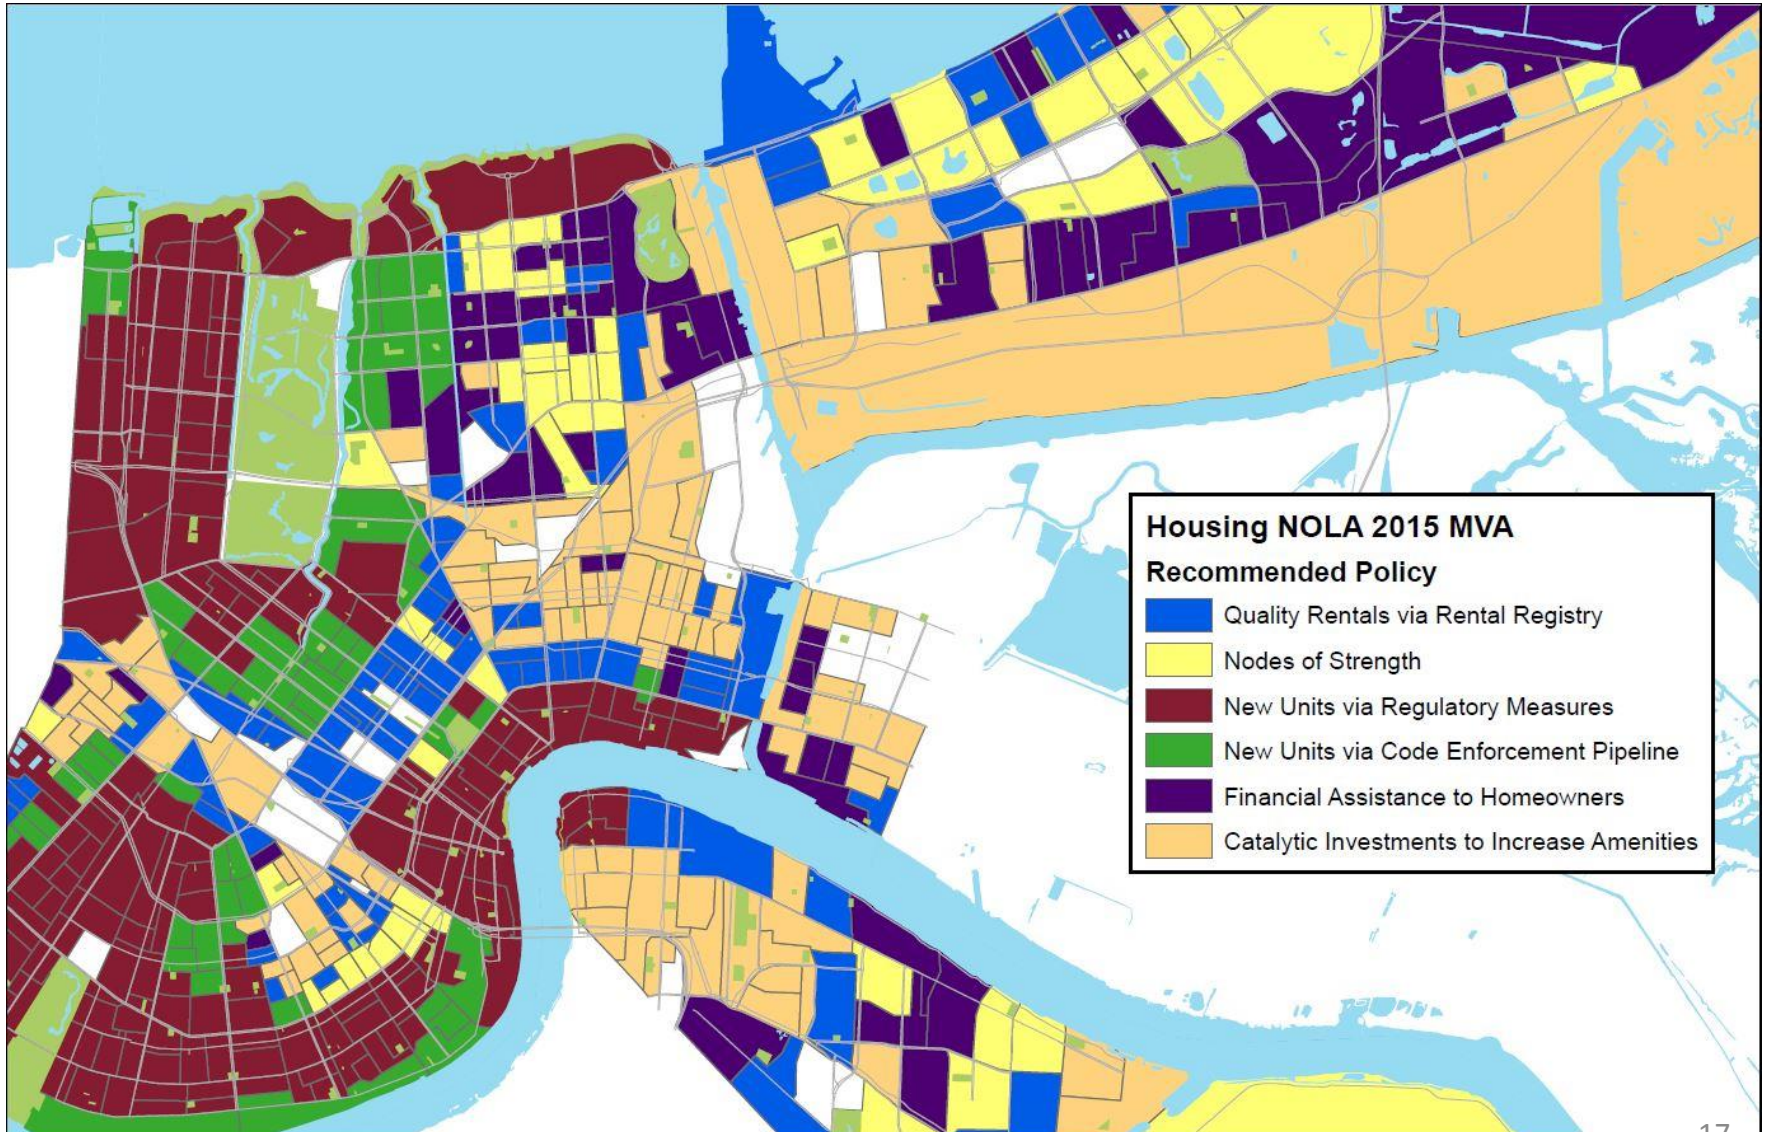 Housing NOLA 2015 MVA
Recommended Policy
Quality Rentals via Rental Registry
Nodes of Strength
New Units via Regulatory Measures
New Units via Code Enforcement Pipeline
Financial Assistance to Homeowners
Catalytic Investments to Increase Amenities
17